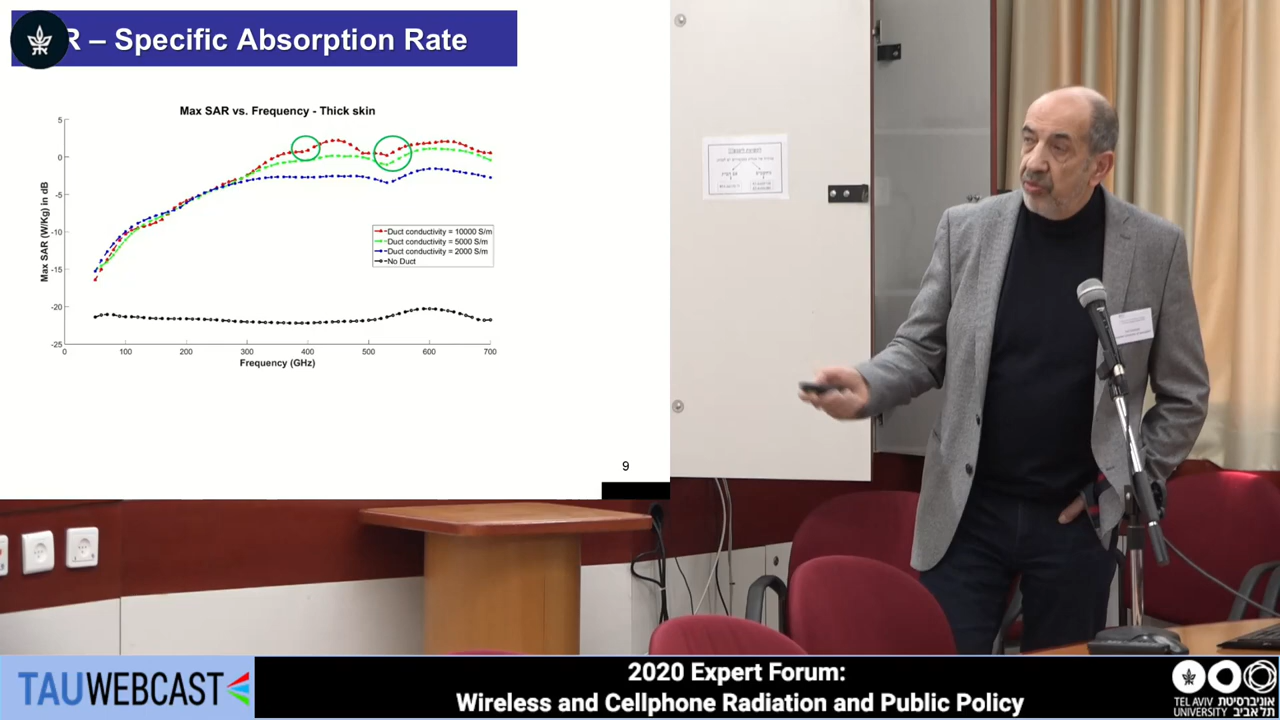 R – Specific Absorption Rate
Max SAR vs. Frequency - Thick skin
Max SAR (W/Kg) in dB
5
0
-5
-10
-15
-20
-25
Duct conductivity = 10000 S/m
Duct conductivity = 5000 S/m
Duct conductivity = 2000 S/m
No Duct
0 100 200 300 400 500 600 700
Frequency (GHz)
9
TAUWEBCAST
2020 Expert Forum:
Wireless and Cellphone Radiation and Public Policy
TEL AVIV אוניברסיטת
UNIVERSITY תל אביב